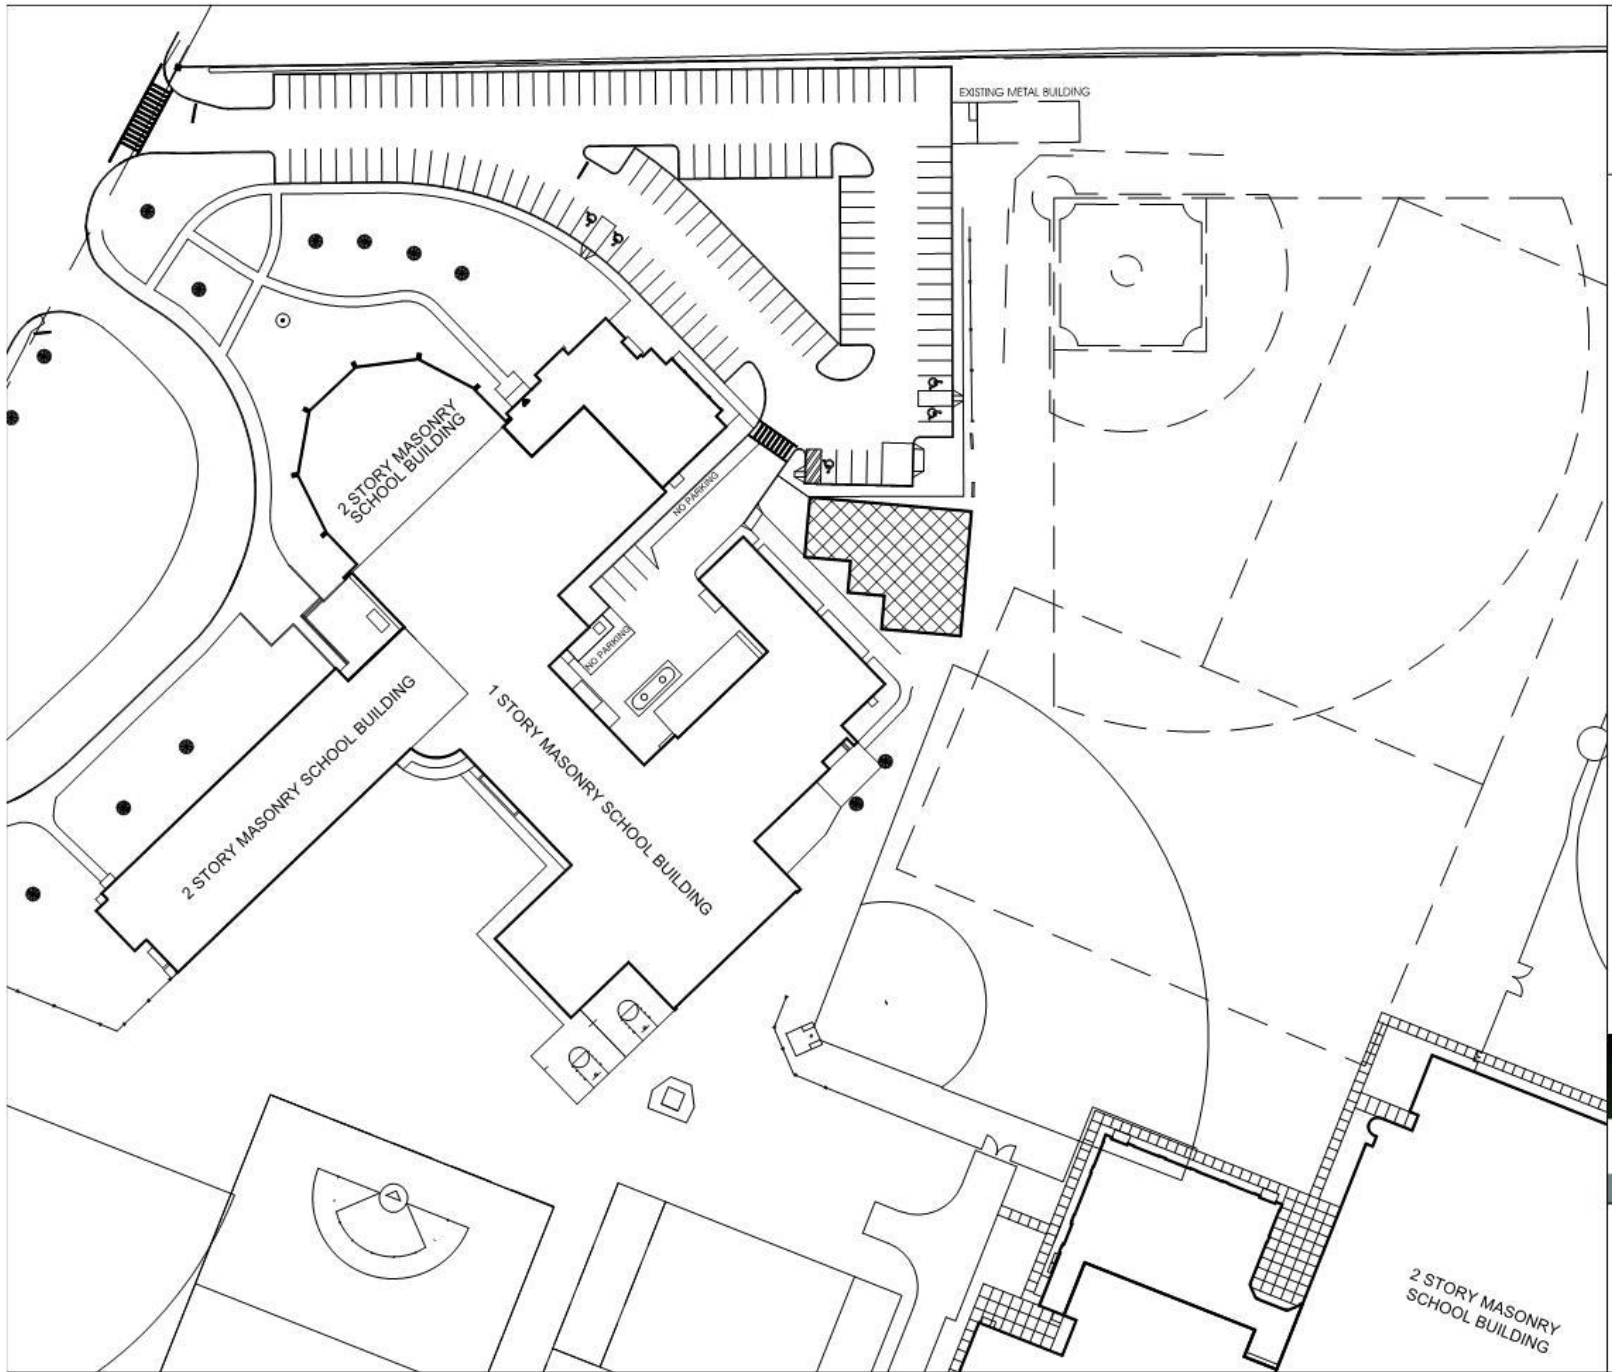 EXISTING METAL BUILDING
2 STORY MASONRY
SCHOOL BUILDING
NO PARKING
NO PARKING
2 STORY MASONRY SCHOOL BUILDING
1 STORY MASONRY SCHOOL BUILDING
2 STORY MASONRY
SCHOOL BUILDING